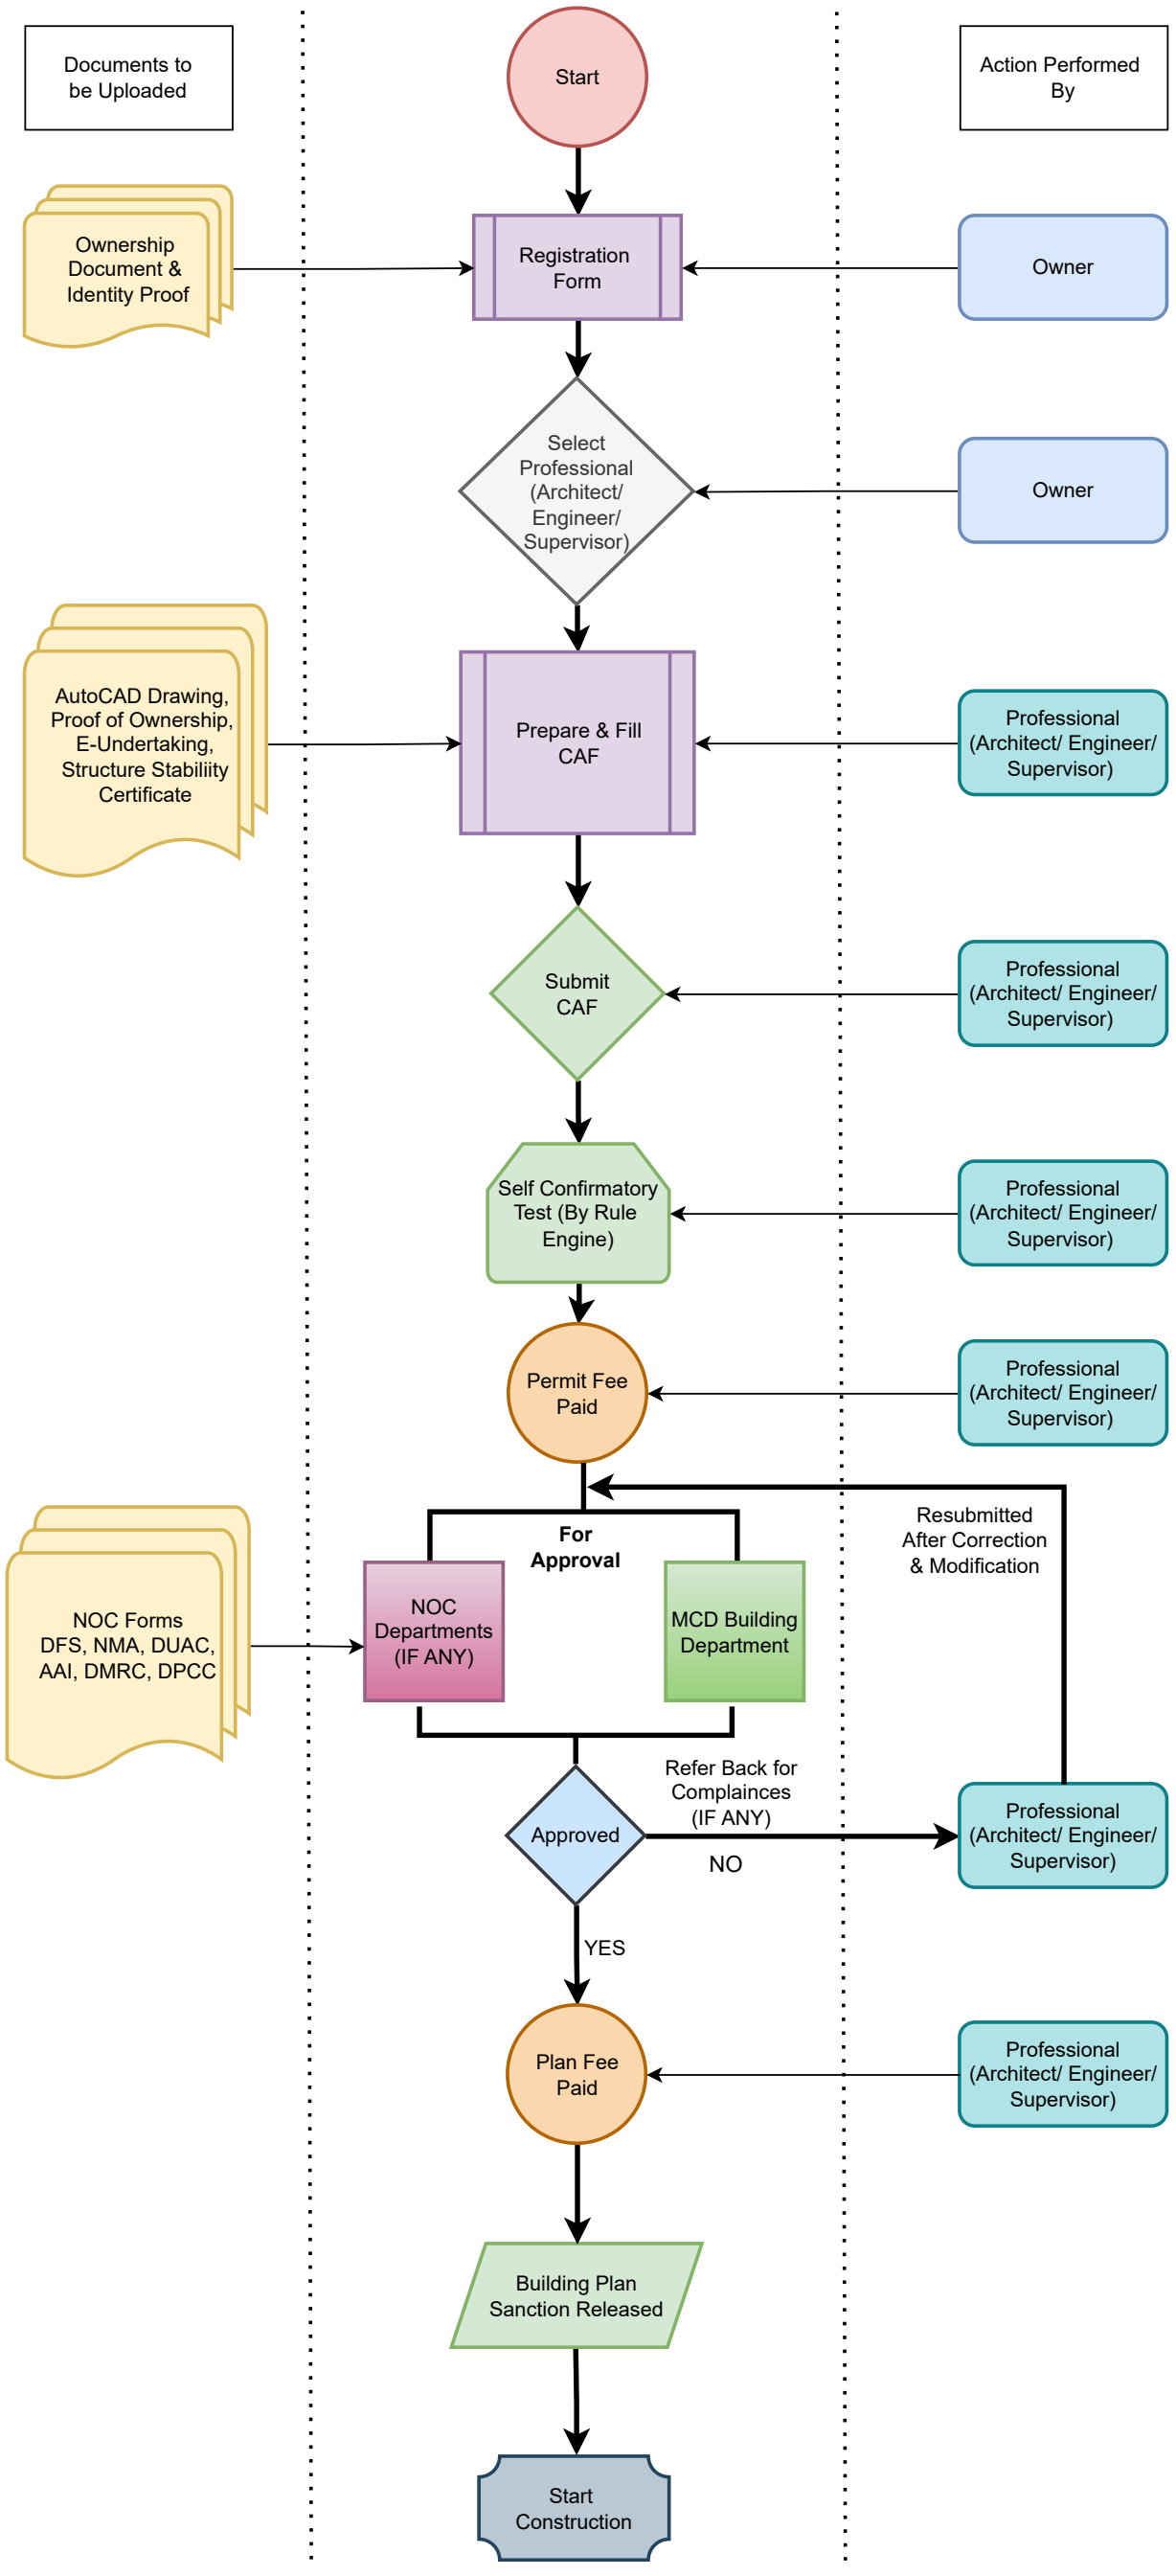 Documents to
be Uploaded
Start
Action Performed
By
Ownership
Document &
Identity Proof
Registration
Form
Owner
Select
Professional
(Architect/
Engineer/
Supervisor)
Owner
AutoCAD Drawing,
Proof of Ownership,
E-Undertaking,
Structure Stabiliity
Certificate
Prepare & Fill
CAF
Professional
(Architect/ Engineer/
Supervisor)
Submit
CAF
Professional
(Architect/ Engineer/
Supervisor)
Self Confirmatory
Test (By Rule
Engine)
Professional
(Architect/ Engineer/
Supervisor)
Permit Fee
Paid
Professional
(Architect/ Engineer/
Supervisor)
Resubmitted
After Correction
& Modification
For
Approval
NOC Forms
DFS, NMA, DUAC,
AAI, DMRC, DPCC
NOC
Departments
(IF ANY)
MCD Building
Department
Refer Back for
Complainces
(IF ANY)
Approved
NO
Professional
(Architect/ Engineer/
Supervisor)
YES
Plan Fee
Paid
Professional
(Architect/ Engineer/
Supervisor)
Building Plan
Sanction Released
Start
Construction